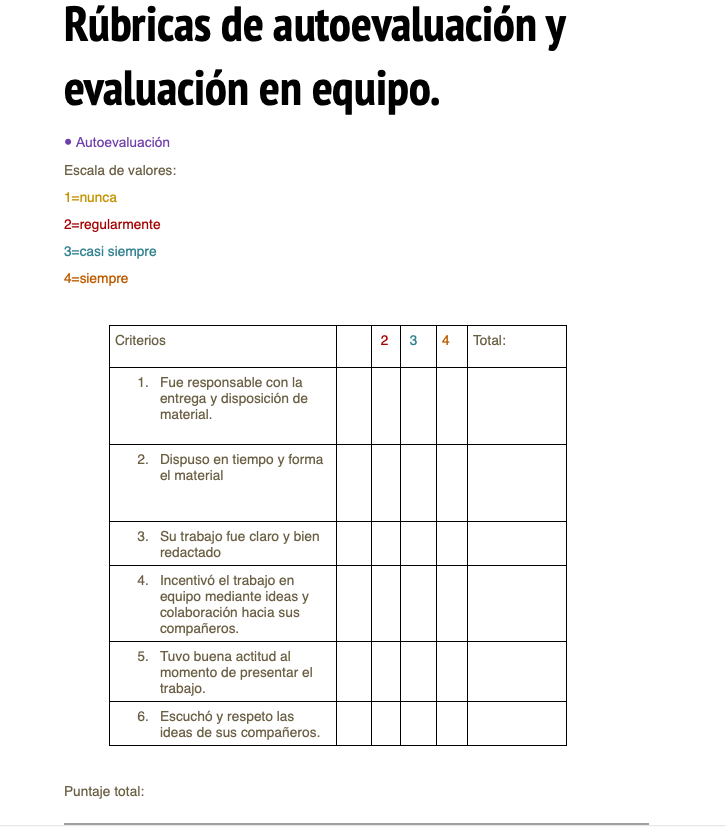 Rúbricas de autoevaluación y
evaluación en equipo.
• Autoevaluación
Escala de valores:
1=nunca
2=regularmente
3=casi siempre
4=siempre
Criterios 2 3 4 Total:
1. Fue responsable con la
entrega y disposición de
material.
2. Dispuso en tiempo y forma
el material
3. Su trabajo fue claro y bien
redactado
4. Incentivó el trabajo en
equipo mediante ideas y
colaboración hacia sus
compañeros.
5. Tuvo buena actitud al
momento de presentar el
trabajo.
6. Escuchó y respeto las
ideas de sus compañeros.
Puntaje total: